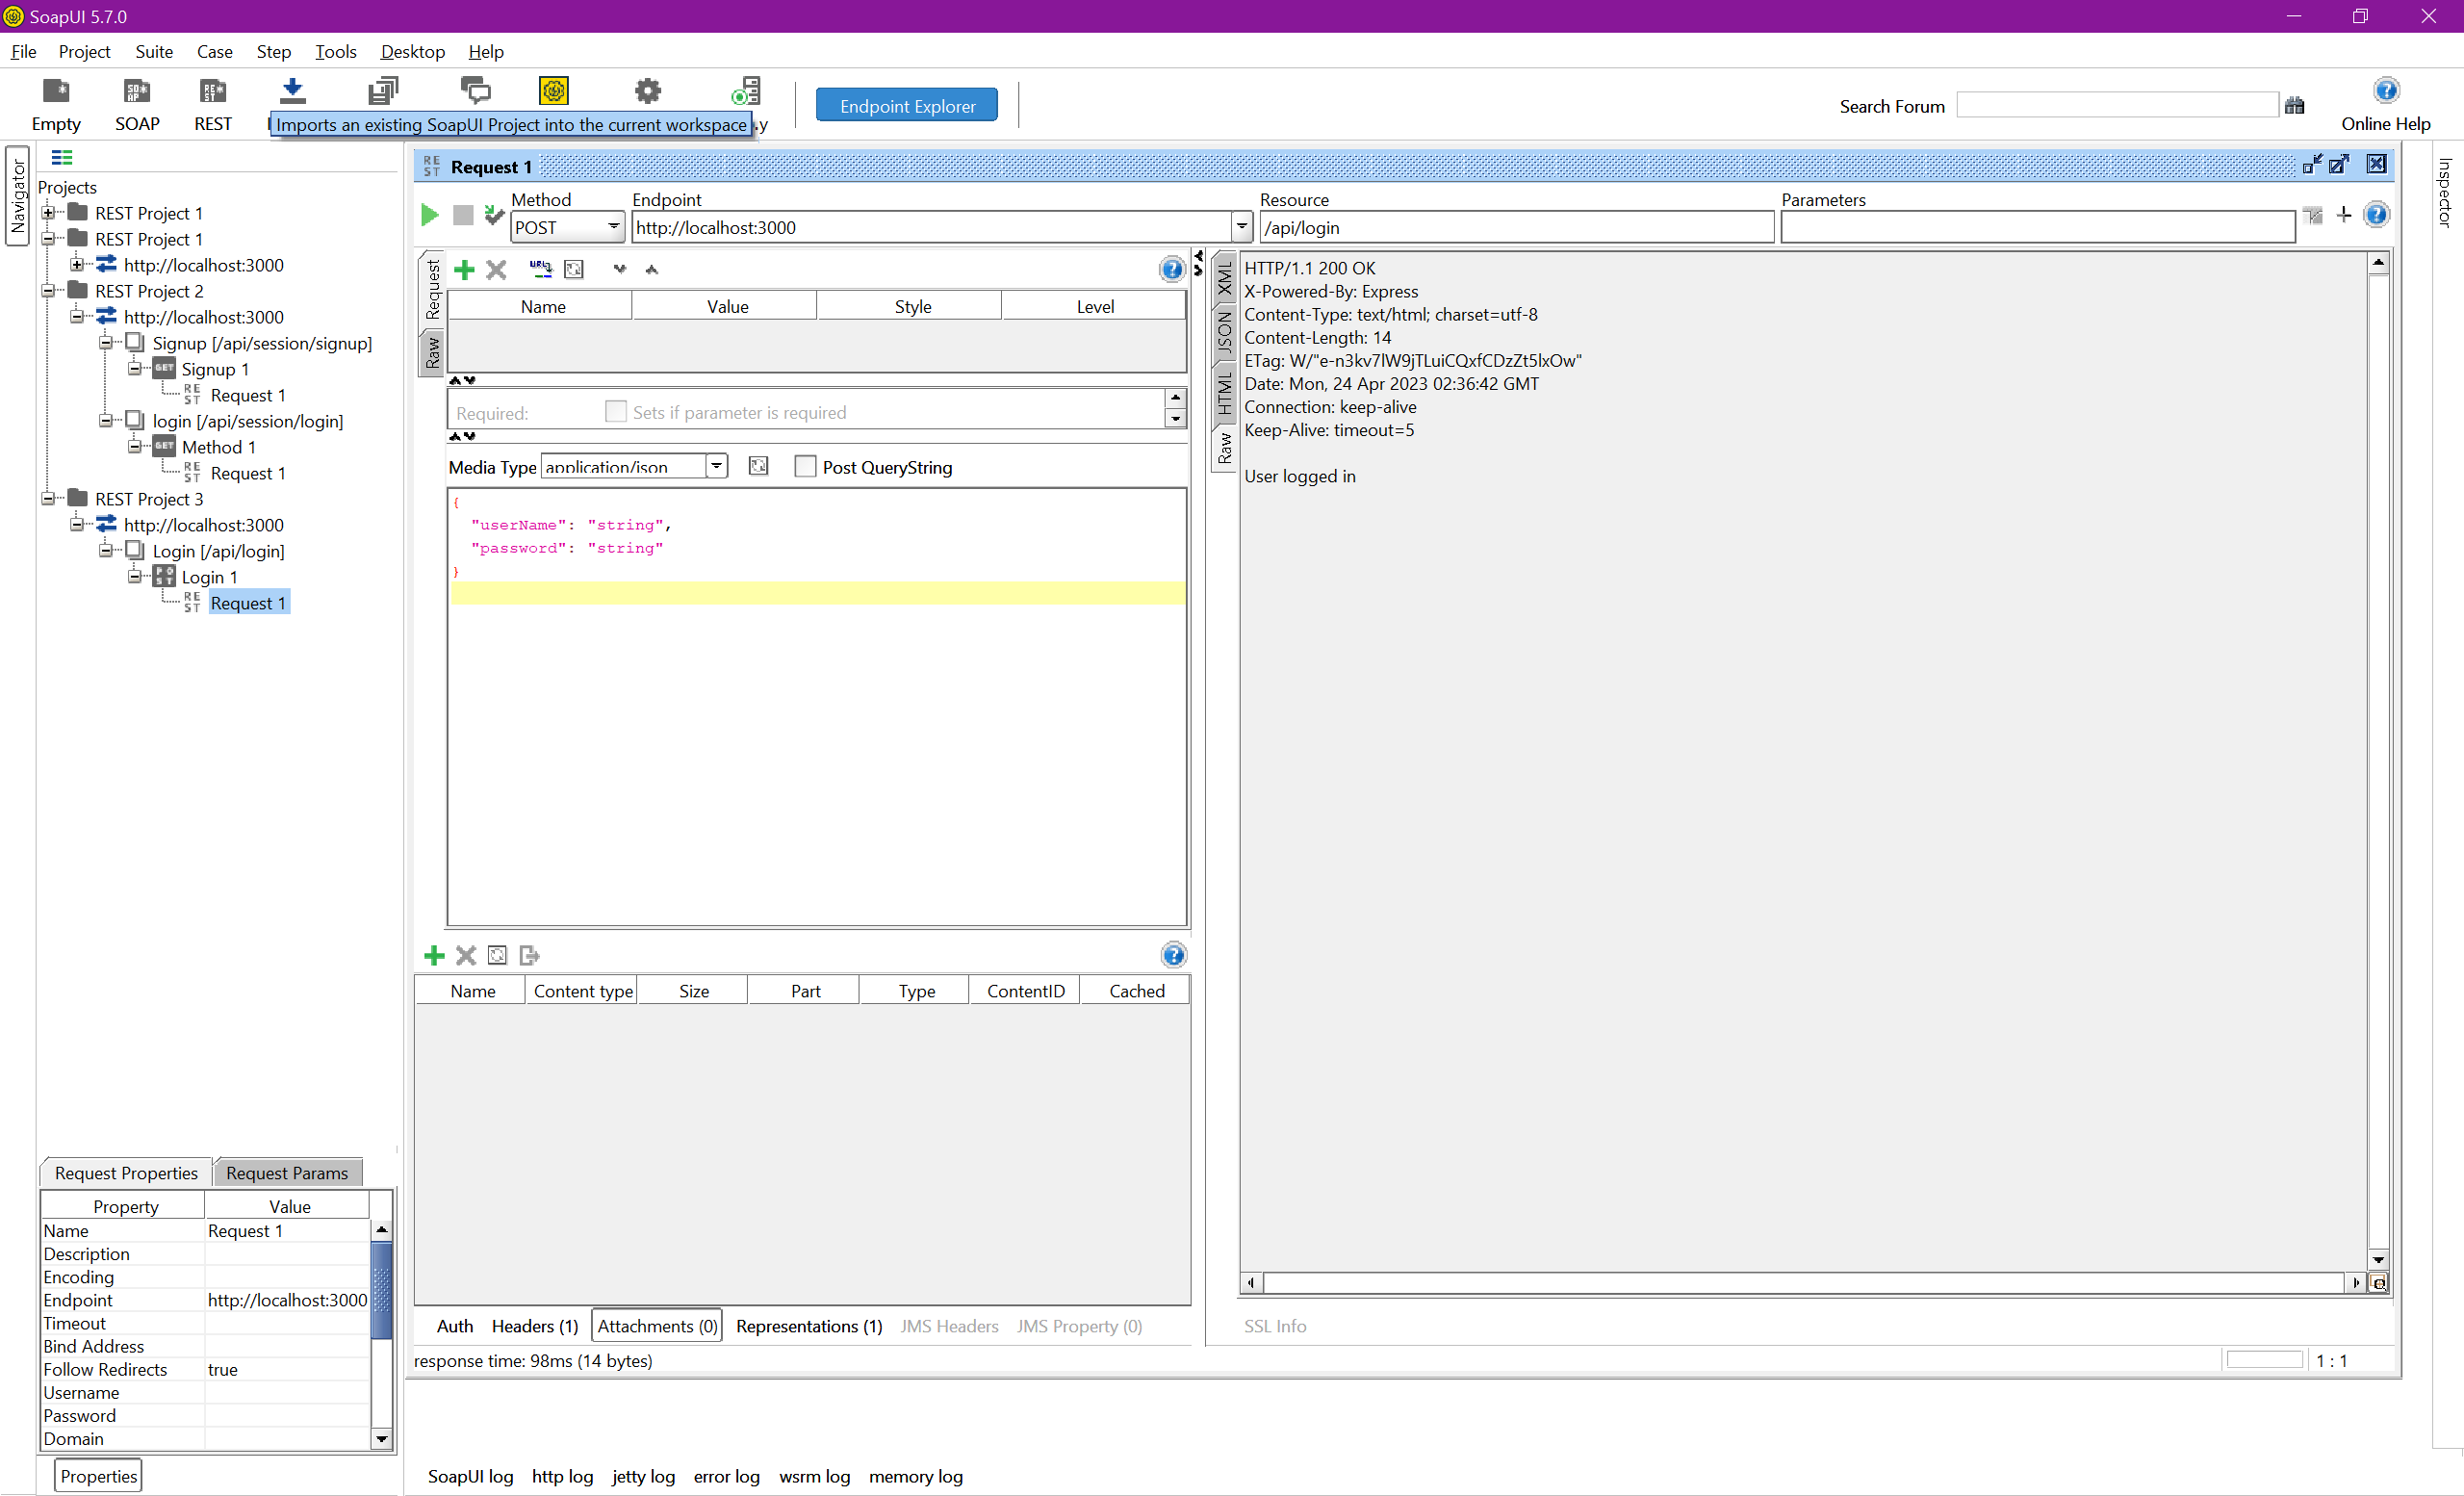 SoapUI 5.7.0
File Project Suite Case Step Tools Desktop Help
Empty SOAP REST
Imports an existing SoapUI Project into the current workspace
Endpoint Explorer
Search Forum
Online Help
Navigator
Projects
REST Project 1
REST Project 1
http://localhost:3000
REST Project 2
http://localhost:3000
Signup [/api/session/signup]
GET Signup 1
REST Request 1
login [/api/session/login]
GET Method 1
REST Request 1
REST Project 3
http://localhost:3000
Login [/api/login]
POST Login 1
REST Request 1
Request Properties Request Params
Property Value
Name Request 1
Description
Encoding
Endpoint http://localhost:3000
Timeout
Bind Address
Follow Redirects true
Username
Password
Domain
Properties
REST Request 1
Method Endpoint Resource Parameters
POST http://localhost:3000 /api/login
Request
Raw
Name Value Style Level
Required: Sets if parameter is required
Media Type application/json Post QueryString
{
"userName": "string",
"password": "string"
}
Name Content type Size Part Type ContentID Cached
Auth Headers (1) Attachments (0) Representations (1) JMS Headers JMS Property (0)
response time: 98ms (14 bytes)
XML
JSON
HTML
Raw
HTTP/1.1 200 OK
X-Powered-By: Express
Content-Type: text/html; charset=utf-8
Content-Length: 14
ETag: W/"e-n3kv7lW9jTLuiCQxfCDzZt5lxOw"
Date: Mon, 24 Apr 2023 02:36:42 GMT
Connection: keep-alive
Keep-Alive: timeout=5
User logged in
SSL Info
1 : 1
Inspector
SoapUI log http log jetty log error log wsrm log memory log